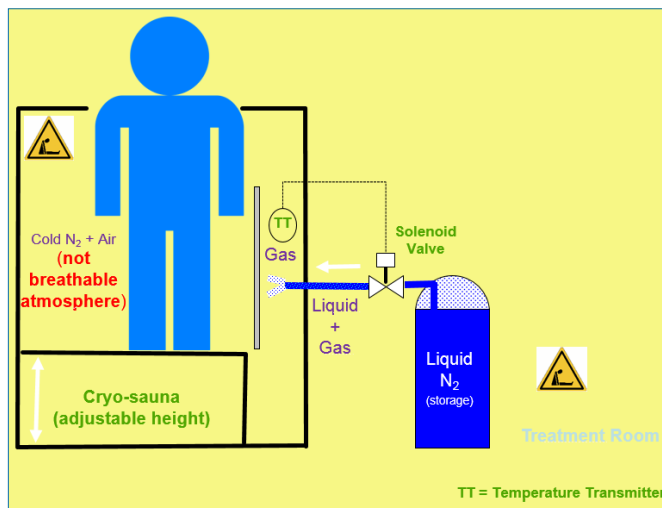 TT
Solenoid
Valve
Gas
Cold N₂ + Air
(not
breathable
atmosphere)
Liquid
+
Gas
Liquid
N₂
(storage)
Cryo-sauna
(adjustable height)
Treatment Room
TT = Temperature Transmitter